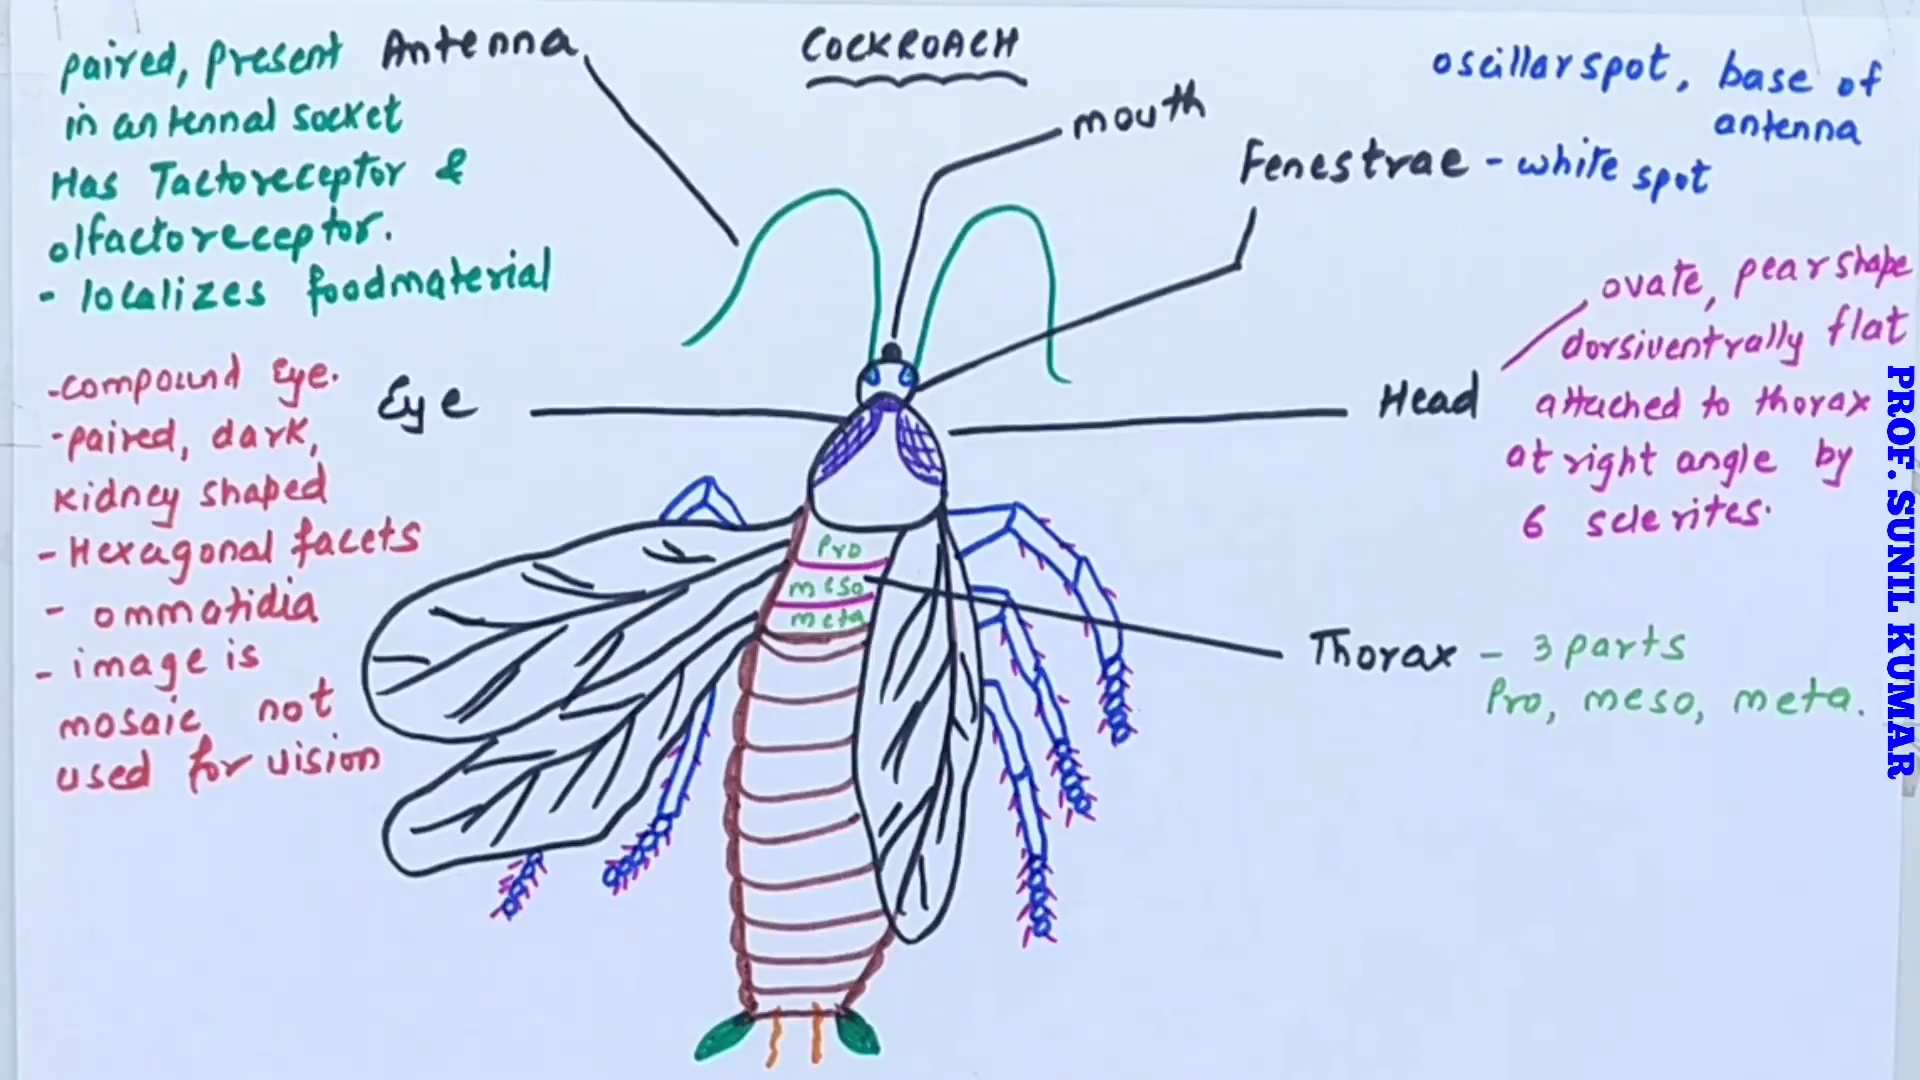 COCKROACH
Antenna
paired, present
in antennal socket
Has Tactoreceptor &
olfactoreceptor.
- localizes foodmaterial
mouth
oscillar spot, base of
antenna
Fenestrae - white spot
Eye
-compound Eye.
-paired, dark,
kidney shaped
- Hexagonal facets
- ommatidia
- image is
mosaic not
used for vision
Head
ovate, pear shape
dorsiventrally flat
attached to thorax
at right angle by
6 sclerites.
Pro
meso
meta
Thorax - 3 parts
Pro, meso, meta.
PROF. SUNIL KUMAR